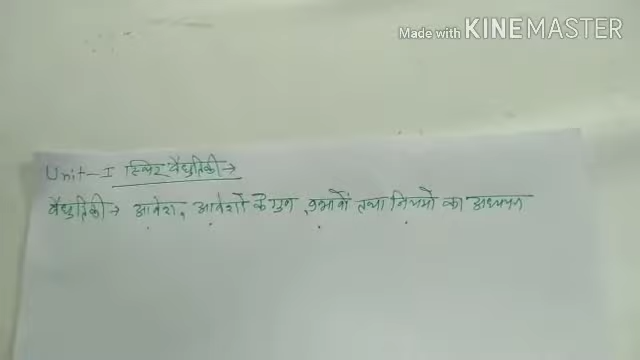 Made with KINEMASTER
Unit-I स्थिर वैधुतिकी →
वैधुतिकी → आवेश, आवेशों के गुण, प्रभावों तथा नियमों का अध्ययन